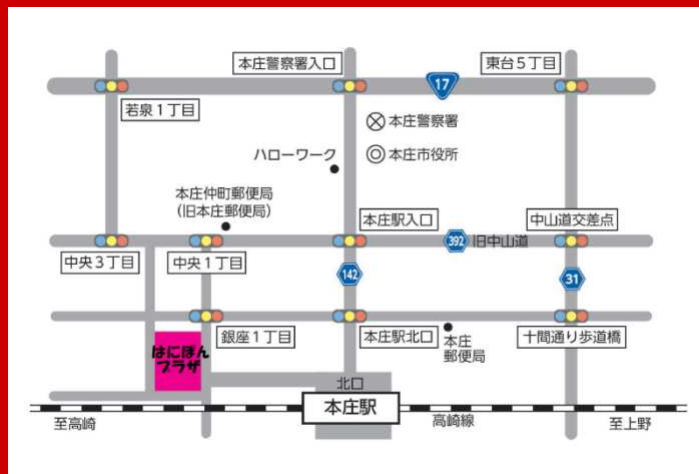 本庄警察署入口
東台5丁目
17
若泉1丁目
本庄警察署
ハローワーク
本庄市役所
本庄仲町郵便局
(旧本庄郵便局)
本庄駅入口
中山道交差点
392
旧中山道
中央3丁目
中央1丁目
142
31
はにぽん
プラザ
銀座1丁目
本庄駅北口
本庄
郵便局
十間通り歩道橋
北口
本庄駅
至高崎
高崎線
至上野